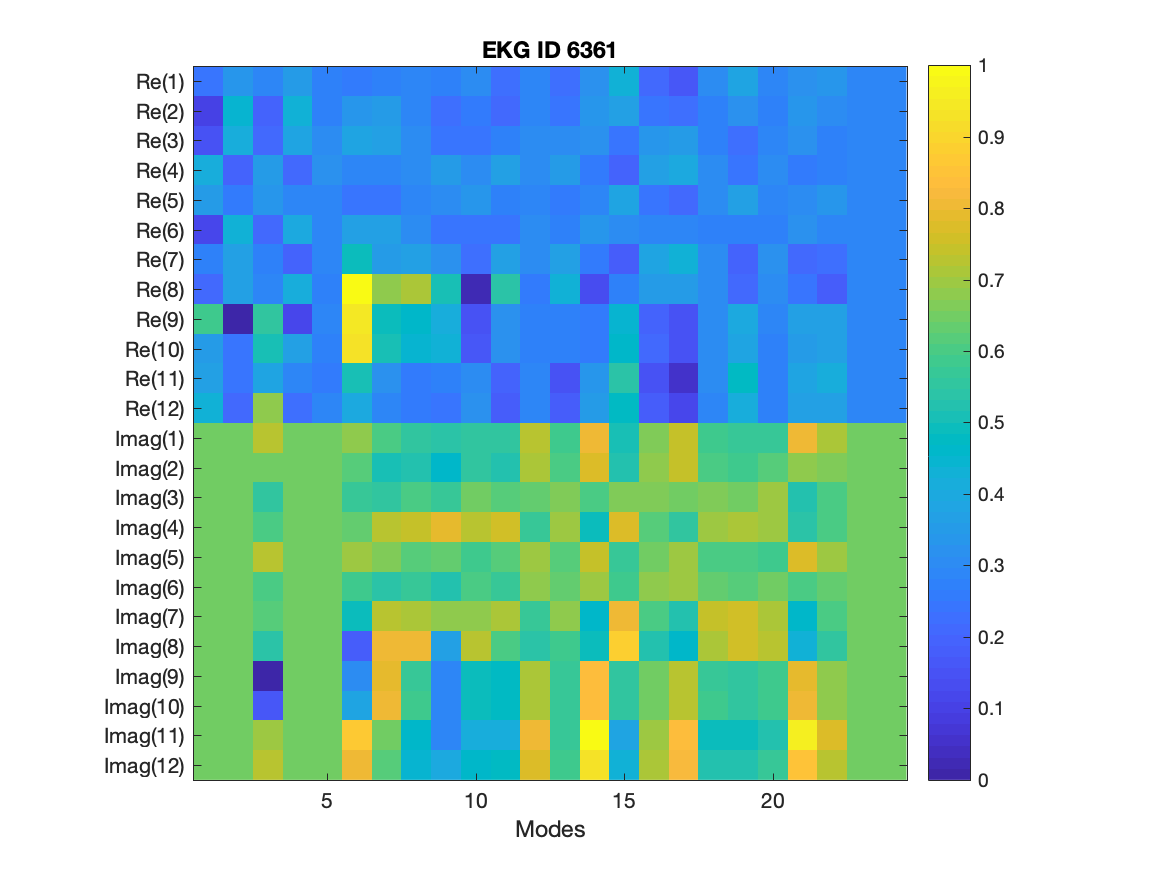 EKG ID 6361
Re(1)
Re(2)
Re(3)
Re(4)
Re(5)
Re(6)
Re(7)
Re(8)
Re(9)
Re(10)
Re(11)
Re(12)
Imag(1)
Imag(2)
Imag(3)
Imag(4)
Imag(5)
Imag(6)
Imag(7)
Imag(8)
Imag(9)
Imag(10)
Imag(11)
Imag(12)
5 10 15 20
Modes
1
0.9
0.8
0.7
0.6
0.5
0.4
0.3
0.2
0.1
0